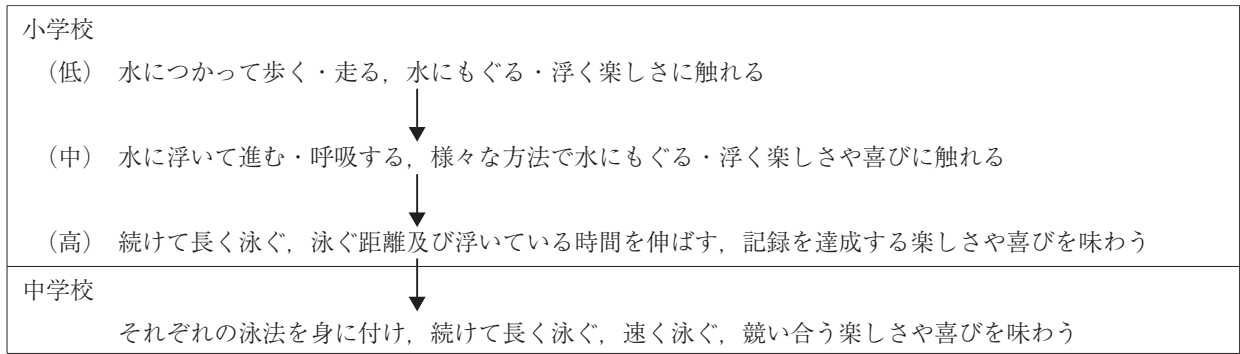 小学校
（低） 水につかって歩く・走る，水にもぐる・浮く楽しさに触れる
（中） 水に浮いて進む・呼吸する，様々な方法で水にもぐる・浮く楽しさや喜びに触れる
（高） 続けて長く泳ぐ，泳ぐ距離及び浮いている時間を伸ばす，記録を達成する楽しさや喜びを味わう
中学校
それぞれの泳法を身に付け，続けて長く泳ぐ，速く泳ぐ，競い合う楽しさや喜びを味わう